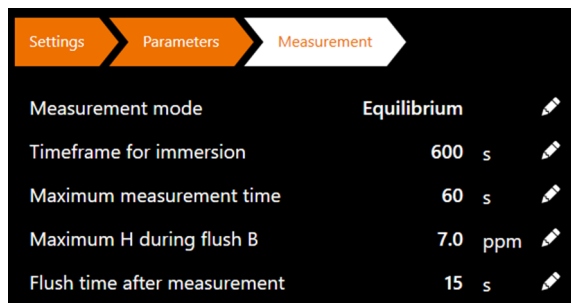 Settings Parameters Measurement
Measurement mode Equilibrium
Timeframe for immersion 600 s
Maximum measurement time 60 s
Maximum H during flush B 7.0 ppm
Flush time after measurement 15 s